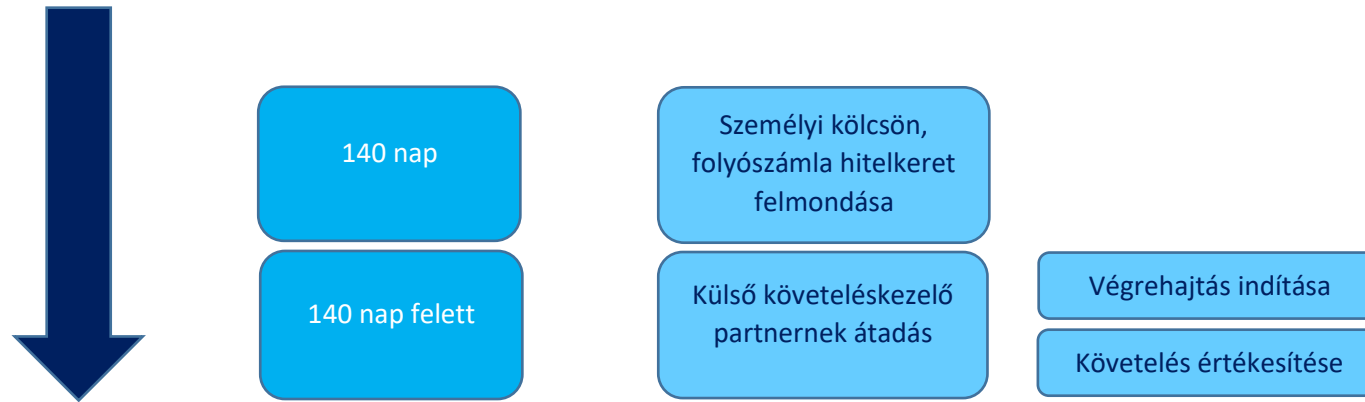 140 nap
Személyi kölcsön,
folyószámla hitelkeret
felmondása
140 nap felett
Külső követeléskezelő
partnernek átadás
Végrehajtás indítása
Követelés értékesítése